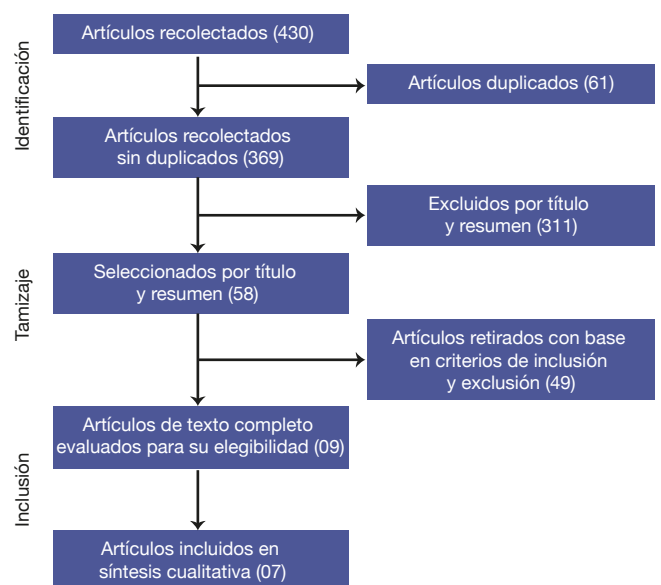 Identificación
Artículos recolectados (430)
Artículos duplicados (61)
Artículos recolectados
sin duplicados (369)
Excluidos por título
y resumen (311)
Tamizaje
Seleccionados por título
y resumen (58)
Artículos retirados con base
en criterios de inclusión
y exclusión (49)
Artículos de texto completo
evaluados para su elegibilidad (09)
Inclusión
Artículos incluidos en
síntesis cualitativa (07)